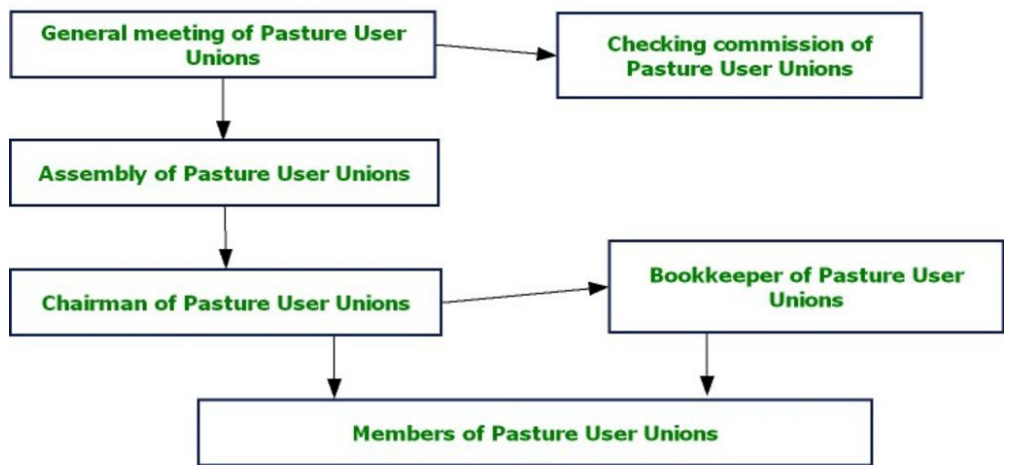 General meeting of Pasture User
Unions
Checking commission of
Pasture User Unions
Assembly of Pasture User Unions
Chairman of Pasture User Unions
Bookkeeper of Pasture User
Unions
Members of Pasture User Unions